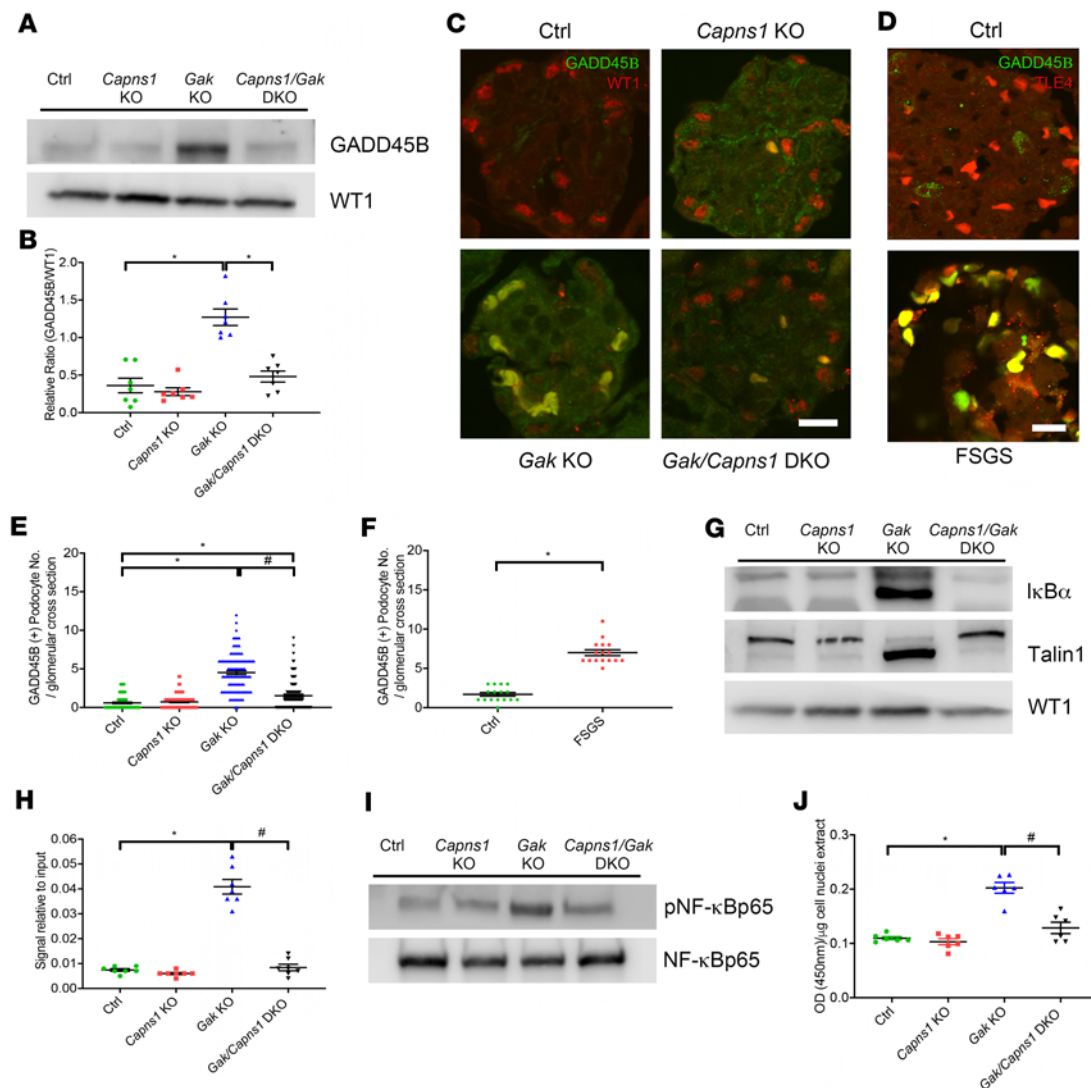 A
Ctrl
Capns1
KO
Gak
KO
Capns1/Gak
DKO
GADD45B
WT1
B
Relative Ratio (GADD45B/WT1)
2.0
1.5
1.0
0.5
0.0
*
*
Ctrl
Capns1 KO
Gak KO
Gak/Capns1 DKO
C
Ctrl
Capns1 KO
GADD45B
WT1
Gak KO
Gak/Capns1 DKO
D
Ctrl
GADD45B
TLE4
FSGS
E
GADD45B (+) Podocyte No.
/ glomerular cross section
20
15
10
5
0
*
*
#
Ctrl
Capns1 KO
Gak KO
Gak/Capns1 DKO
F
GADD45B (+) Podocyte No.
/ glomerular cross section
20
15
10
5
0
*
Ctrl
FSGS
G
Ctrl
Capns1
KO
Gak
KO
Capns1/Gak
DKO
IκBα
Talin1
WT1
H
Signal relative to input
0.06
0.05
0.04
0.03
0.02
0.01
0.00
*
#
Ctrl
Capns1 KO
Gak KO
Gak/Capns1 DKO
I
Ctrl
Capns1
KO
Gak
KO
Capns1/Gak
DKO
pNF-κBp65
NF-κBp65
J
OD (450nm)/μg cell nuclei extract
0.3
0.2
0.1
0.0
*
#
Ctrl
Capns1 KO
Gak KO
Gak/Capns1 DKO